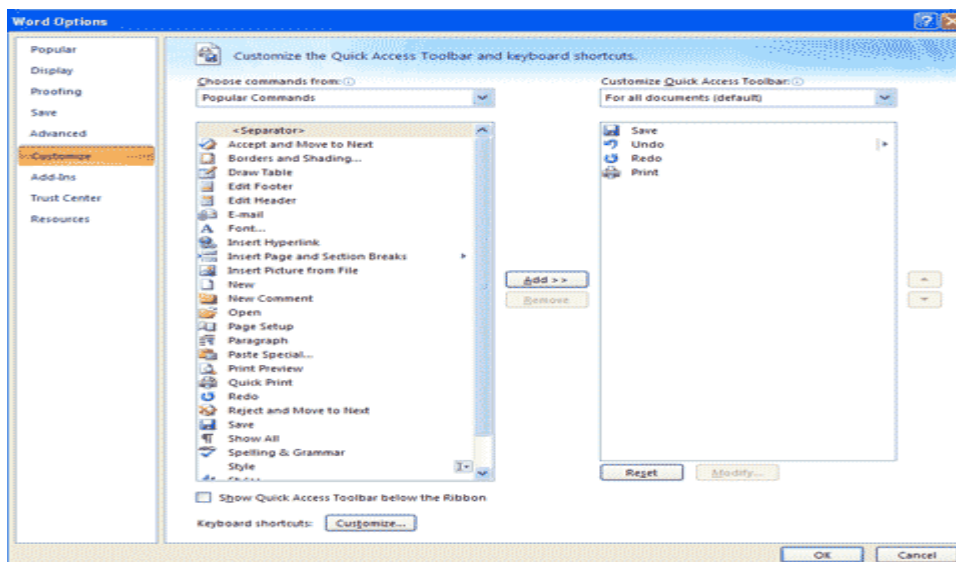 Word Options
Popular
Display
Proofing
Save
Advanced
Customize
Add-Ins
Trust Center
Resources
Customize the Quick Access Toolbar and keyboard shortcuts.
Choose commands from:
Popular Commands
<Separator>
Accept and Move to Next
Borders and Shading...
Draw Table
Edit Footer
Edit Header
E-mail
Font...
Insert Hyperlink
Insert Page and Section Breaks
Insert Picture from File
New
New Comment
Open
Page Setup
Paragraph
Paste Special...
Print Preview
Quick Print
Redo
Reject and Move to Next
Save
Show All
Spelling & Grammar
Style
Show Quick Access Toolbar below the Ribbon
Keyboard shortcuts: Customize...
Add >>
Remove
Customize Quick Access Toolbar:
For all documents (default)
Save
Undo
Redo
Print
Reset Modify...
OK Cancel